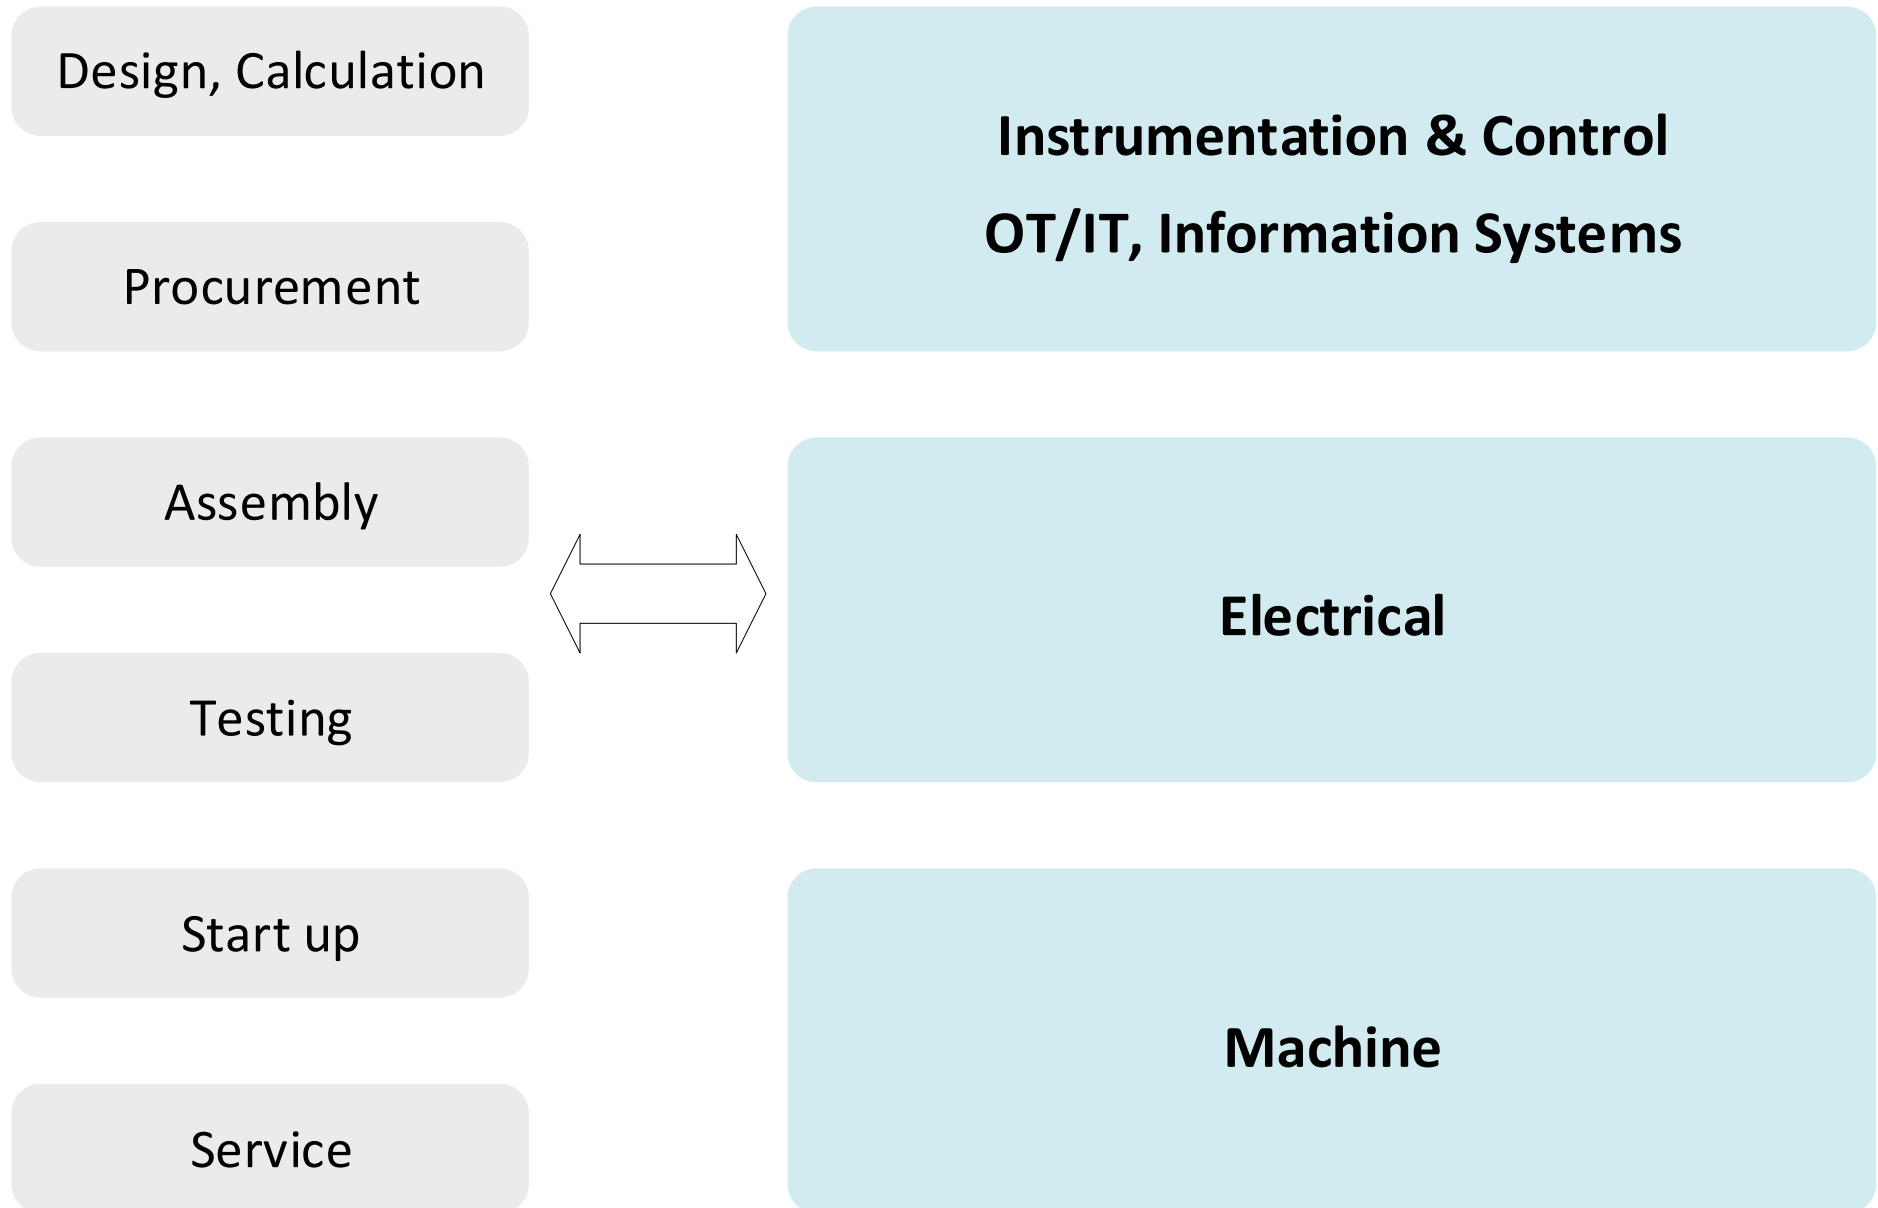 Design, Calculation
Procurement
Assembly
Testing
Start up
Service
Instrumentation & Control
OT/IT, Information Systems
Electrical
Machine